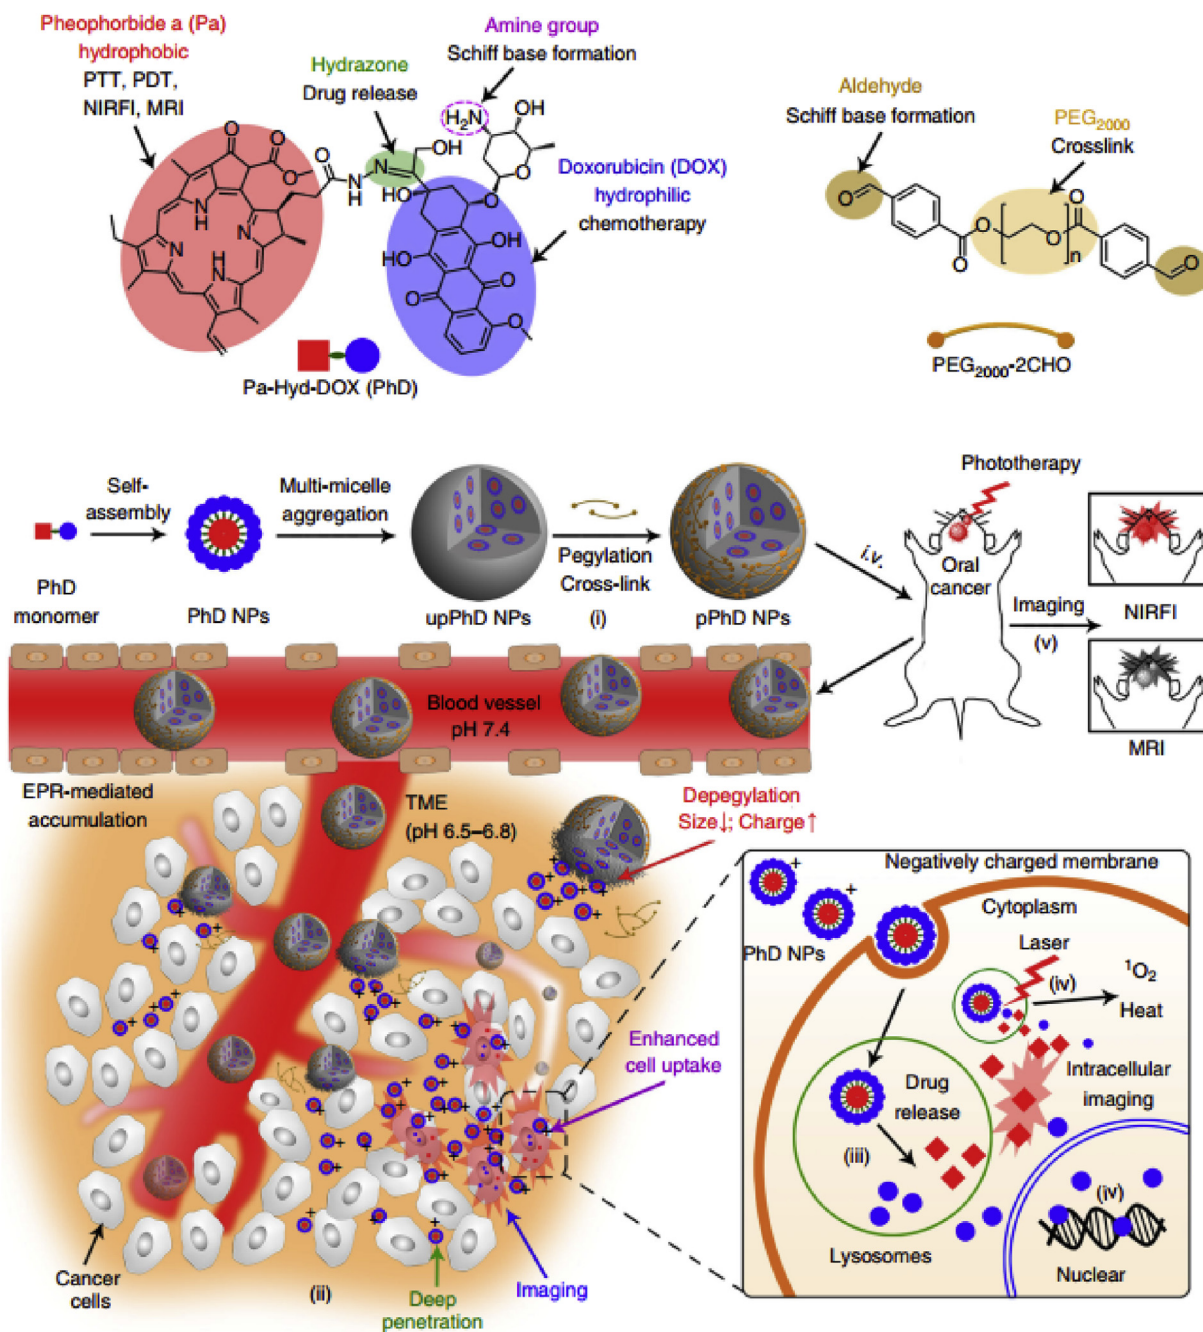 Pheophorbide a (Pa)
hydrophobic
PTT, PDT,
NIRFI, MRI
Hydrazone
Drug release
Amine group
Schiff base formation
Doxorubicin (DOX)
hydrophilic
chemotherapy
Aldehyde
Schiff base formation
PEG2000
Crosslink
O
O
O
O
NH
N
N
HN
N
H
N
OH
HO
H2N
OH
O
O
OH
OH
O
O
O
O
O
O
O
O
O
n
O
Pa-Hyd-DOX (PhD)
PEG2000-2CHO
Self-
assembly
Multi-micelle
aggregation
Pegylation
Cross-link
(i)
PhD
monomer
PhD NPs
upPhD NPs
pPhD NPs
i.v.
Phototherapy
Oral
cancer
Imaging
(v)
NIRFI
MRI
Blood vessel
pH 7.4
EPR-mediated
accumulation
TME
(pH 6.5–6.8)
Depegylation
Size↓; Charge↑
Enhanced
cell uptake
Cancer
cells
(ii)
Deep
penetration
Imaging
Negatively charged membrane
Cytoplasm
PhD NPs
Laser
(iv)
1O2
Heat
Drug
release
(iii)
Intracellular
imaging
Lysosomes
(iv)
Nuclear